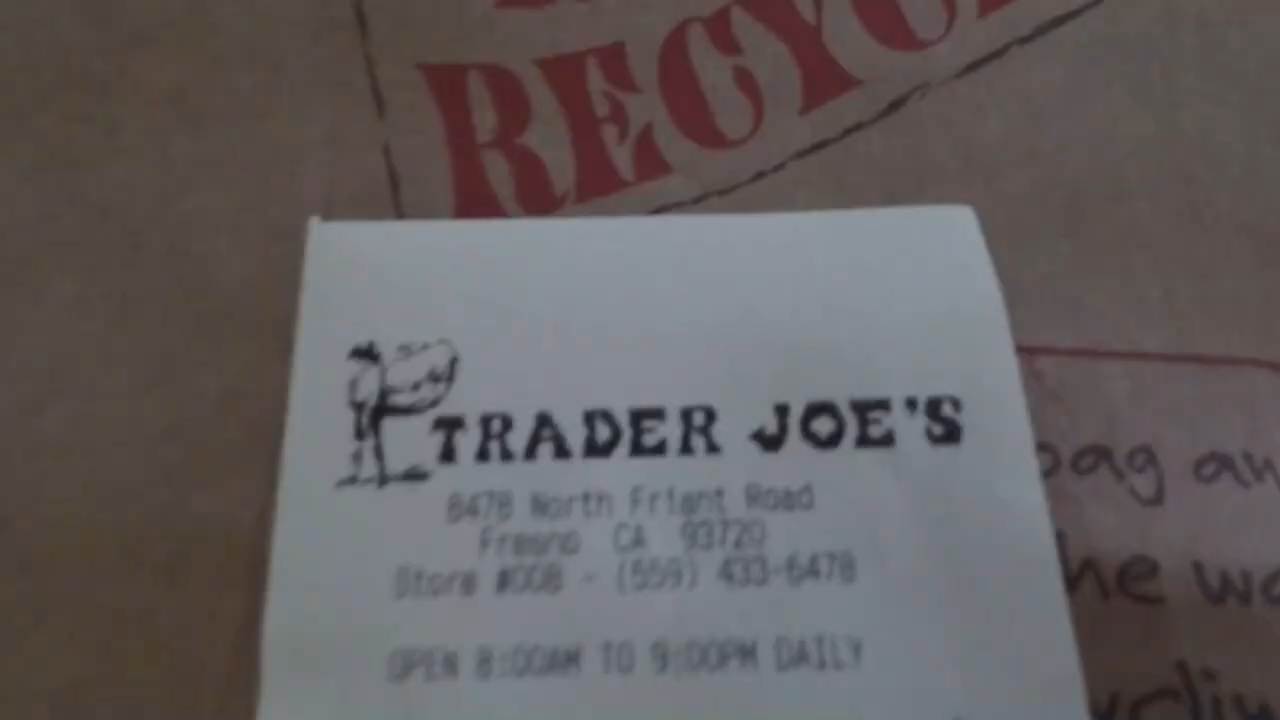 RECYC
TRADER JOE'S
8478 North Friant Road
Fresno CA 93720
Store #008 - (559) 433-6478
OPEN 8:00AM TO 9:00PM DAILY
bag an
he wo